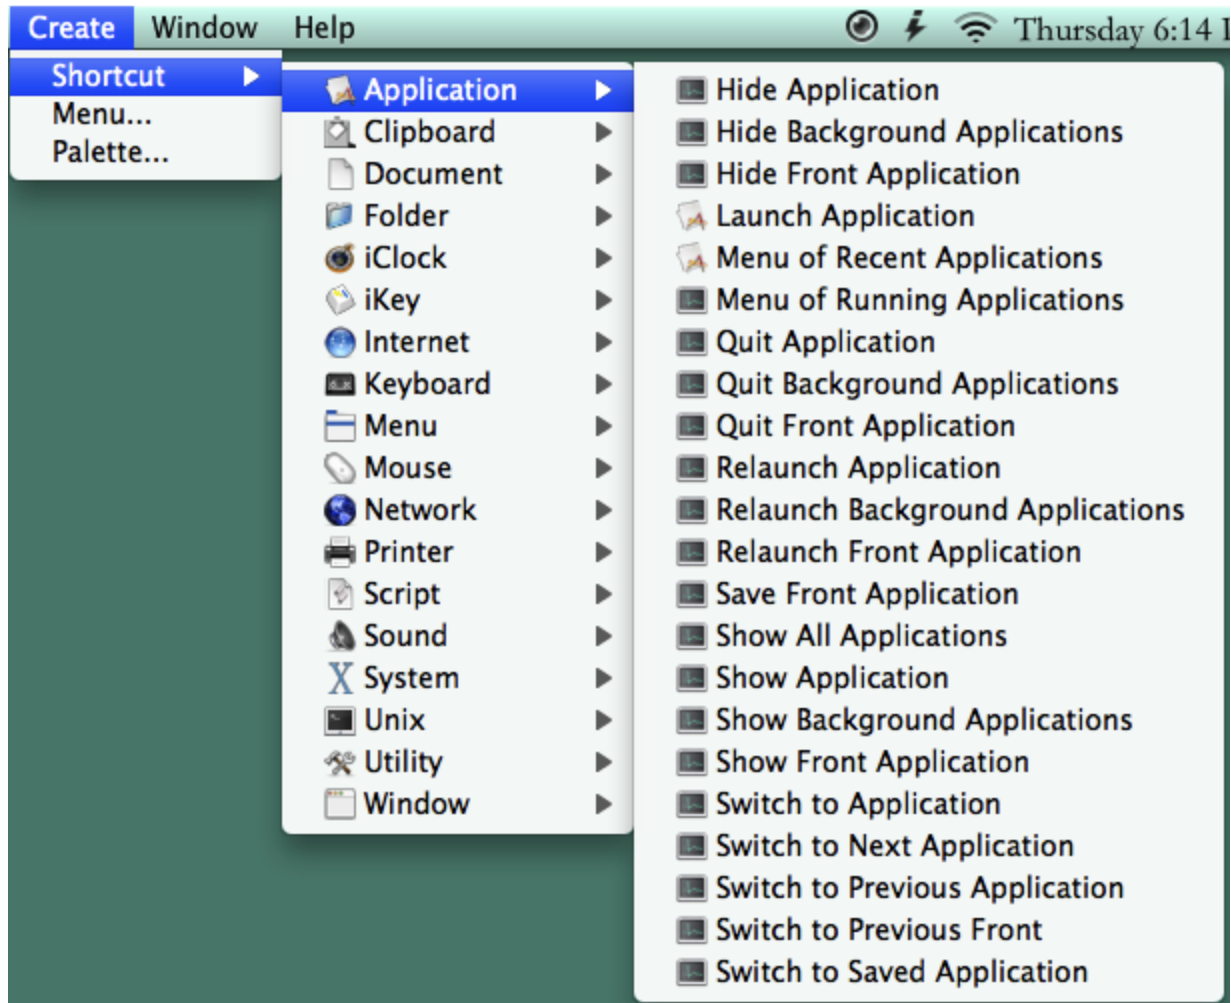 Create Window Help Thursday 6:14
Shortcut
Menu...
Palette...
Application
Clipboard
Document
Folder
iClock
iKey
Internet
Keyboard
Menu
Mouse
Network
Printer
Script
Sound
System
Unix
Utility
Window
Hide Application
Hide Background Applications
Hide Front Application
Launch Application
Menu of Recent Applications
Menu of Running Applications
Quit Application
Quit Background Applications
Quit Front Application
Relaunch Application
Relaunch Background Applications
Relaunch Front Application
Save Front Application
Show All Applications
Show Application
Show Background Applications
Show Front Application
Switch to Application
Switch to Next Application
Switch to Previous Application
Switch to Previous Front
Switch to Saved Application